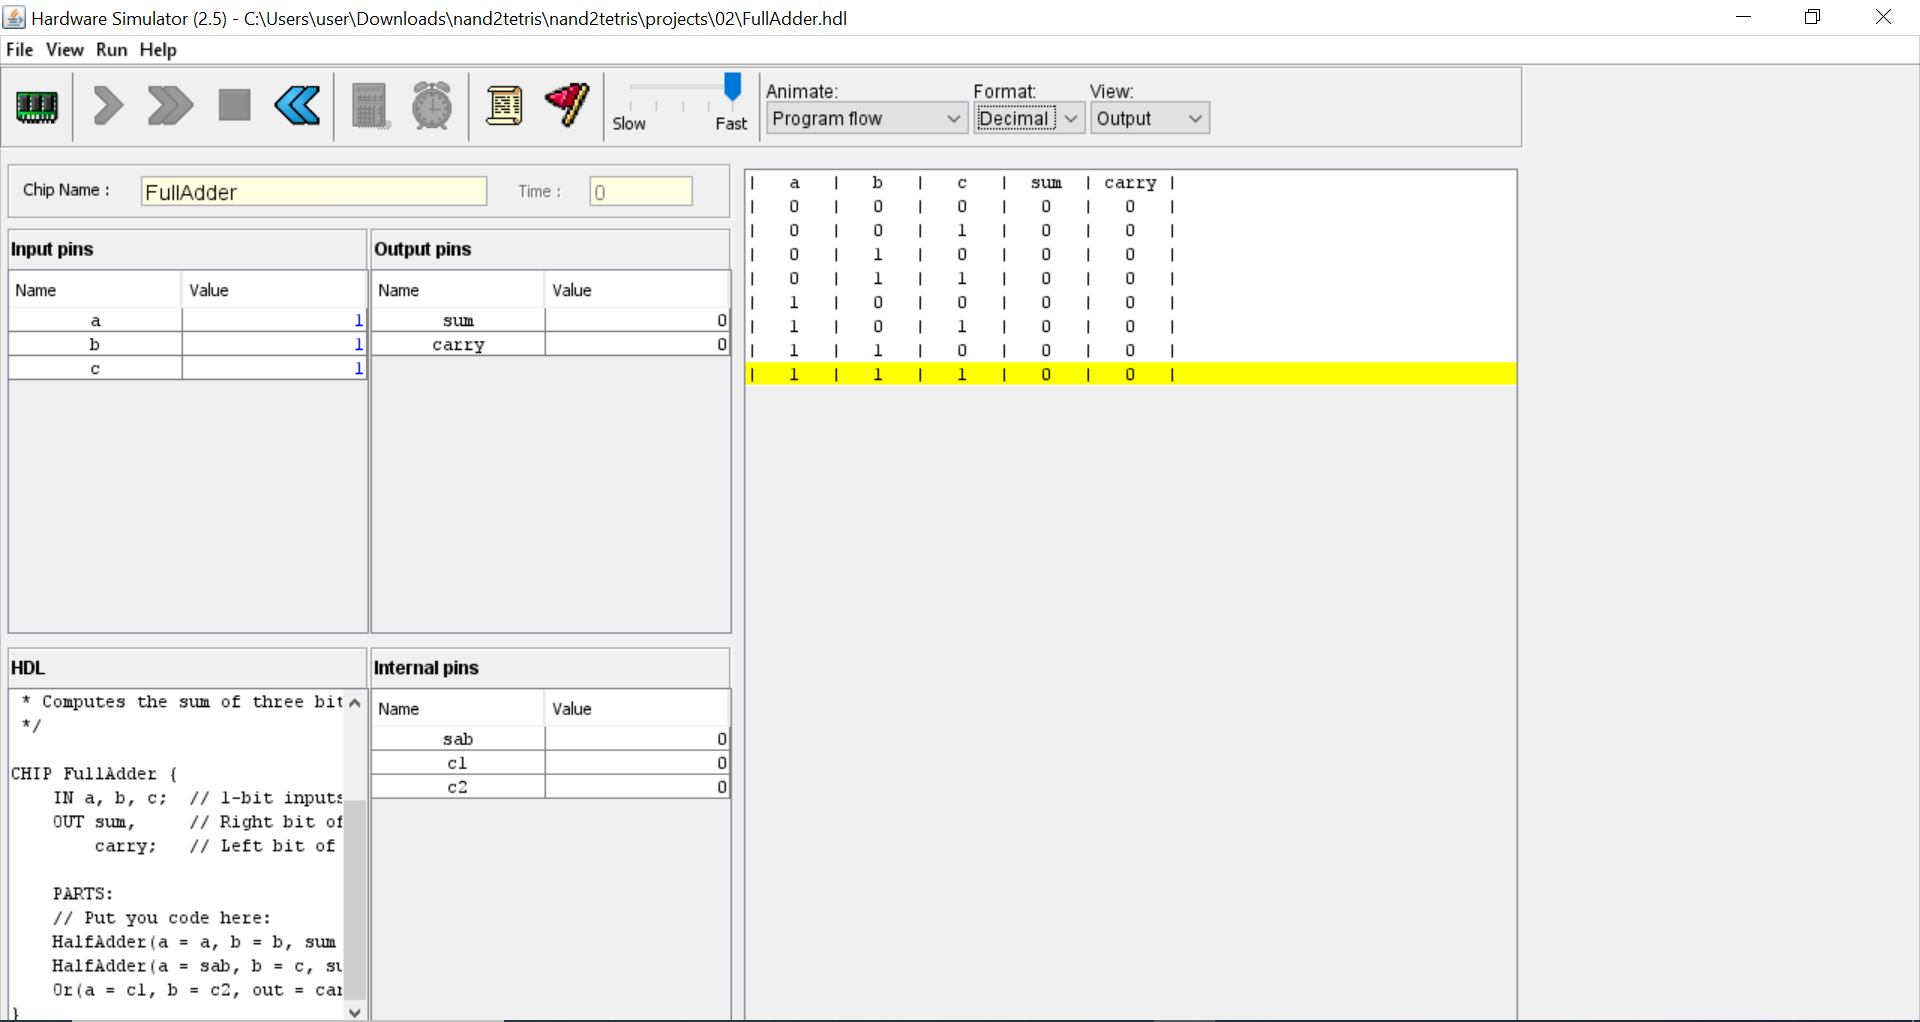 Hardware Simulator (2.5) - C:\Users\user\Downloads\nand2tetris\nand2tetris\projects\02\FullAdder.hdl
File View Run Help
Slow Fast
Animate: Format: View:
Program flow Decimal Output
Chip Name : FullAdder Time : 0
Input pins
Name Value
a 1
b 1
c 1
Output pins
Name Value
sum 0
carry 0
| a | b | c | sum | carry |
| 0 | 0 | 0 | 0 | 0 |
| 0 | 0 | 1 | 0 | 0 |
| 0 | 1 | 0 | 0 | 0 |
| 0 | 1 | 1 | 0 | 0 |
| 1 | 0 | 0 | 0 | 0 |
| 1 | 0 | 1 | 0 | 0 |
| 1 | 1 | 0 | 0 | 0 |
| 1 | 1 | 1 | 0 | 0 |
HDL
* Computes the sum of three bit
*/
CHIP FullAdder {
IN a, b, c; // 1-bit inputs
OUT sum, // Right bit of
carry; // Left bit of
PARTS:
// Put you code here:
HalfAdder(a = a, b = b, sum
HalfAdder(a = sab, b = c, su
Or(a = c1, b = c2, out = car
}
Internal pins
Name Value
sab 0
c1 0
c2 0